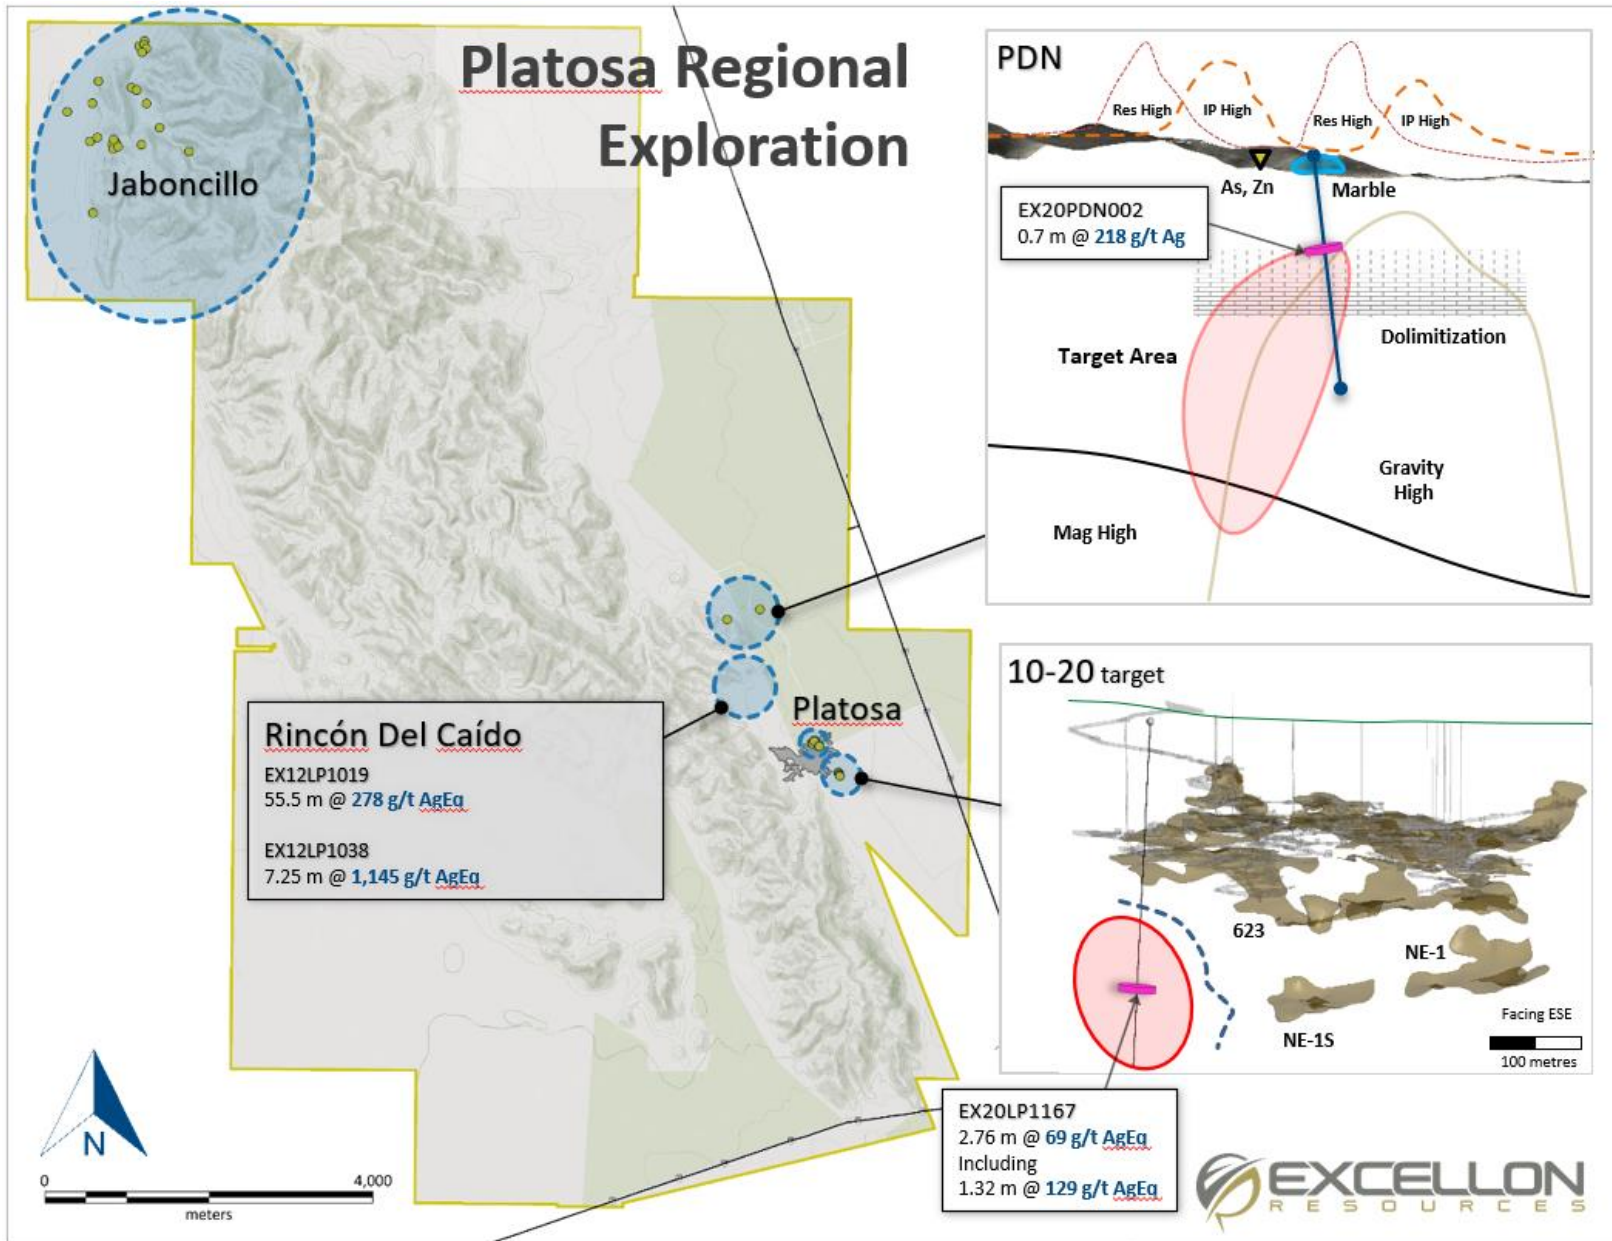 Platosa Regional
Exploration
Jaboncillo
Platosa
Rincón Del Caído
EX12LP1019
55.5 m @ 278 g/t AgEq
EX12LP1038
7.25 m @ 1,145 g/t AgEq
N
0
4,000
meters
PDN
Res High
IP High
Res High
IP High
As, Zn
Marble
EX20PDN002
0.7 m @ 218 g/t Ag
Dolimitization
Target Area
Gravity
High
Mag High
10-20 target
623
NE-1
NE-1S
Facing ESE
100 metres
EX20LP1167
2.76 m @ 69 g/t AgEq
Including
1.32 m @ 129 g/t AgEq
EXCELLON
RESOURCES